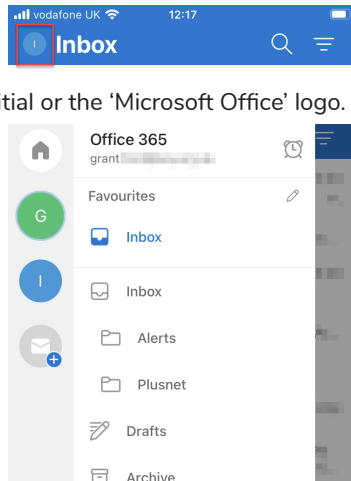 vodafone UK 12:17
I Inbox
itial or the ‘Microsoft Office’ logo.
Office 365
grant
Favourites
G
Inbox
I
Inbox
Alerts
Plusnet
Drafts
Archive